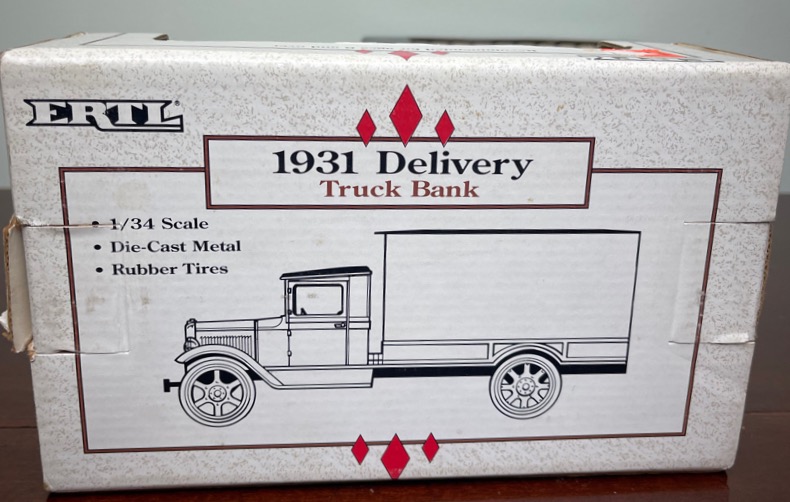 ERTL®
1931 Delivery
Truck Bank
• 1/34 Scale
• Die-Cast Metal
• Rubber Tires